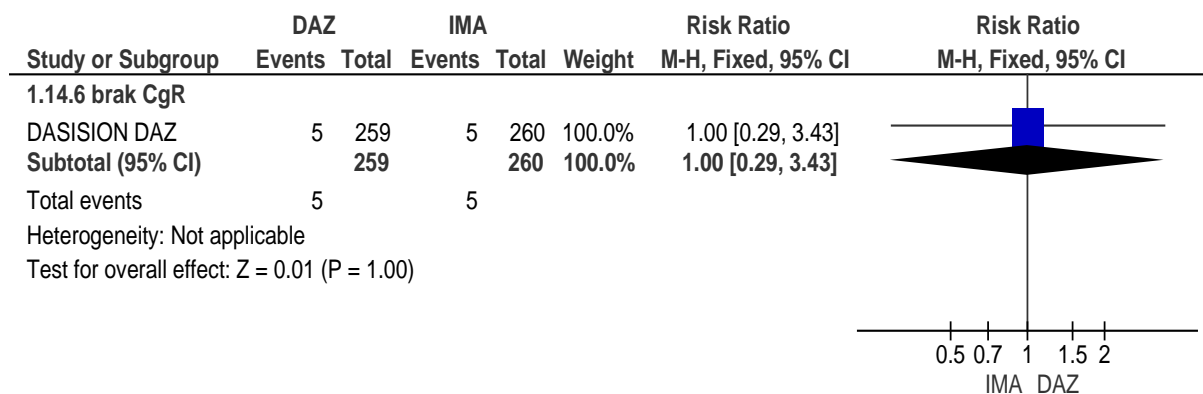 DAZ IMA Risk Ratio Risk Ratio
Study or Subgroup Events Total Events Total Weight M-H, Fixed, 95% CI M-H, Fixed, 95% CI
1.14.6 brak CgR
DASISION DAZ 5 259 5 260 100.0% 1.00 [0.29, 3.43]
Subtotal (95% CI) 259 260 100.0% 1.00 [0.29, 3.43]
Total events 5 5
Heterogeneity: Not applicable
Test for overall effect: Z = 0.01 (P = 1.00)
0.5 0.7 1 1.5 2
IMA DAZ